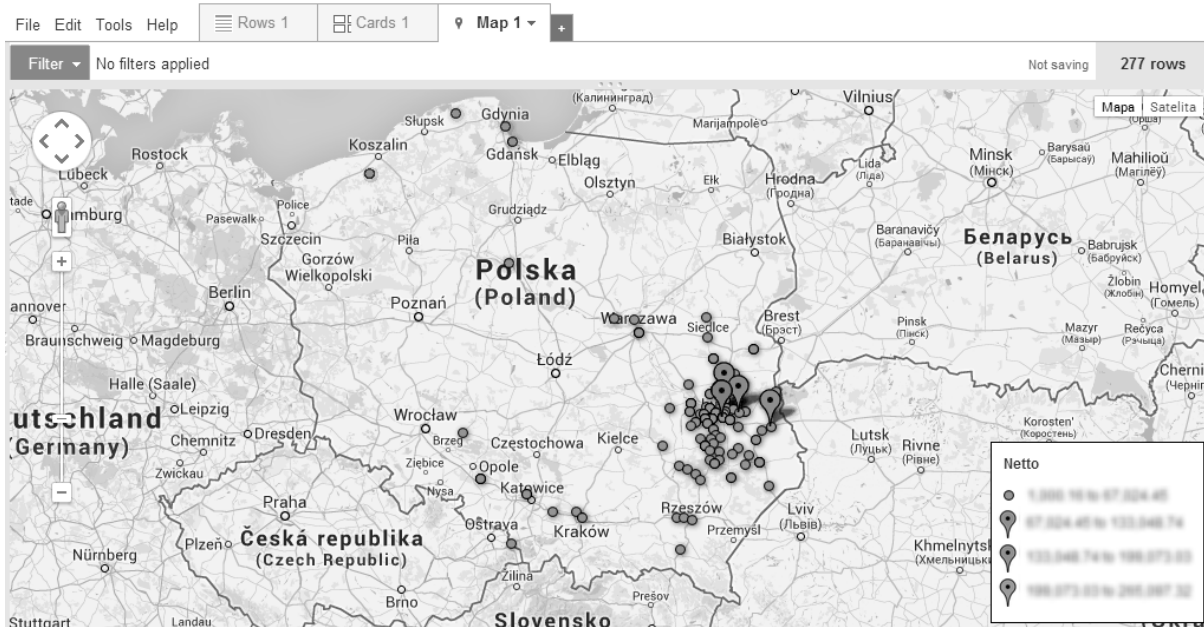 File Edit Tools Help Rows 1 Cards 1 Map 1 +
Filter No filters applied Not saving 277 rows
Mapa Satelita
(Калининград)
Vilnius
Gdynia
Słupsk
Marijampolė
Koszalin
Gdańsk
Elbląg
Rostock
Lübeck
Olsztyn
Ełk
Hrodna
(Гродна)
Lida
(Ліда)
Minsk
(Мінск)
Barysaŭ
(Барысаў)
Mahilioŭ
(Магілёў)
Police
Pasewalk
Szczecin
Grudziądz
Piła
Białystok
Baranavičy
(Баранавічы)
Беларусь
(Belarus)
Babrujsk
(Бабруйск)
Gorzów
Wielkopolski
Polska
(Poland)
Berlin
Poznań
Warszawa
Siedlce
Brest
(Брэст)
Pinsk
(Пінск)
Žlobin
(Жлобін)
Homyel
(Гомель)
Mazyr
(Мазыр)
Rečyca
(Рэчыца)
annover
Braunschweig
Magdeburg
Łódź
Halle (Saale)
Leipzig
utschland
(Germany)
Chemnitz
Dresden
Zwickau
Wrocław
Brzeg
Częstochowa
Kielce
Ziębice
Opole
Nysa
Katowice
Lutsk
(Луцьк)
Rivne
(Рівне)
Korosten'
(Коростень)
Praha
Ostrava
Kraków
Rzeszów
Przemyśl
Lviv
(Львів)
Plzeň
Česká republika
(Czech Republic)
Nürnberg
Brno
Žilina
Prešov
Slovensko
Stuttgart
Landau
Netto